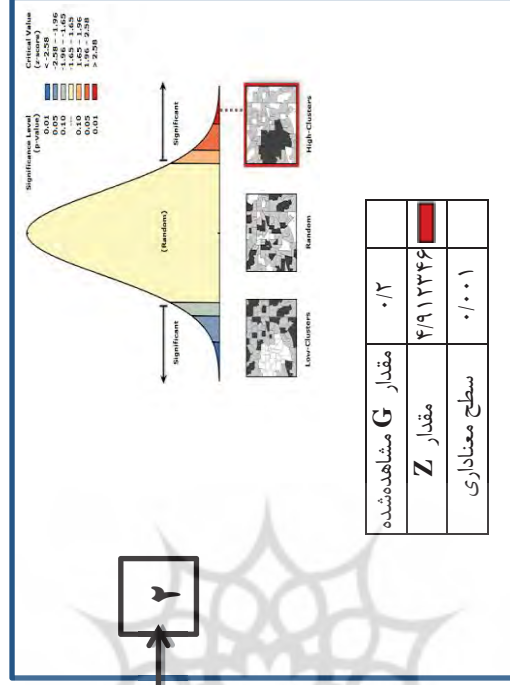 ۲
Significance Level (p-value)
Critical Value (z-score)
0.01 < -2.58
0.05 -2.58 - -1.96
0.10 -1.96 - -1.65
--- -1.65 - 1.65
0.10 1.65 - 1.96
0.05 1.96 - 2.58
0.01 > 2.58
Significant
(Random)
Significant
Low-Clusters
Random
High-Clusters
مقدار G مشاهده‌شده ۰/۲
مقدار Z ۴/۹۱۲۳۴۶
سطح معناداری ۰/۰۰۱